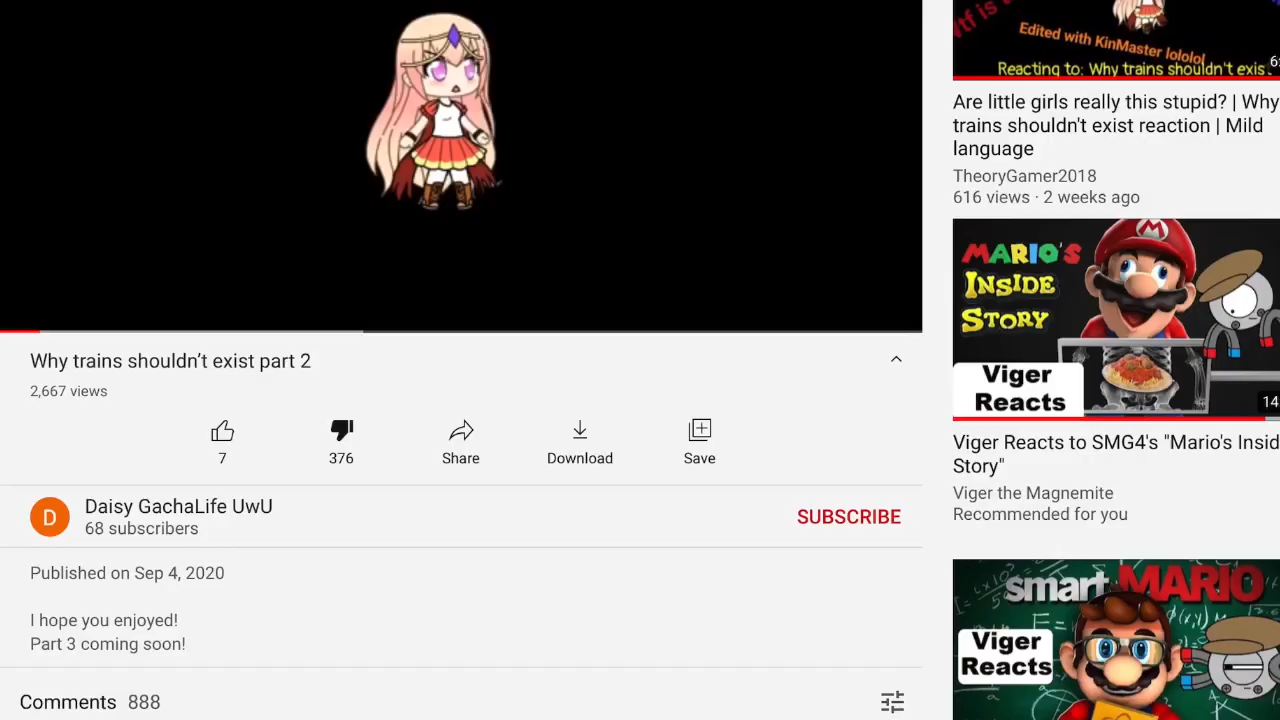 Why trains shouldn’t exist part 2
2,667 views
7
376
Share
Download
Save
D
Daisy GachaLife UwU
68 subscribers
SUBSCRIBE
Published on Sep 4, 2020
I hope you enjoyed!
Part 3 coming soon!
Comments 888
Wtf is
Edited with KinMaster lololol
Reacting to: Why trains shouldn't exis
6:
Are little girls really this stupid? | Why
trains shouldn't exist reaction | Mild
language
TheoryGamer2018
616 views · 2 weeks ago
MARIO'S
INSIDE
STORY
Viger
Reacts
14
Viger Reacts to SMG4's "Mario's Insid
Story"
Viger the Magnemite
Recommended for you
smart MARIO
Viger
Reacts